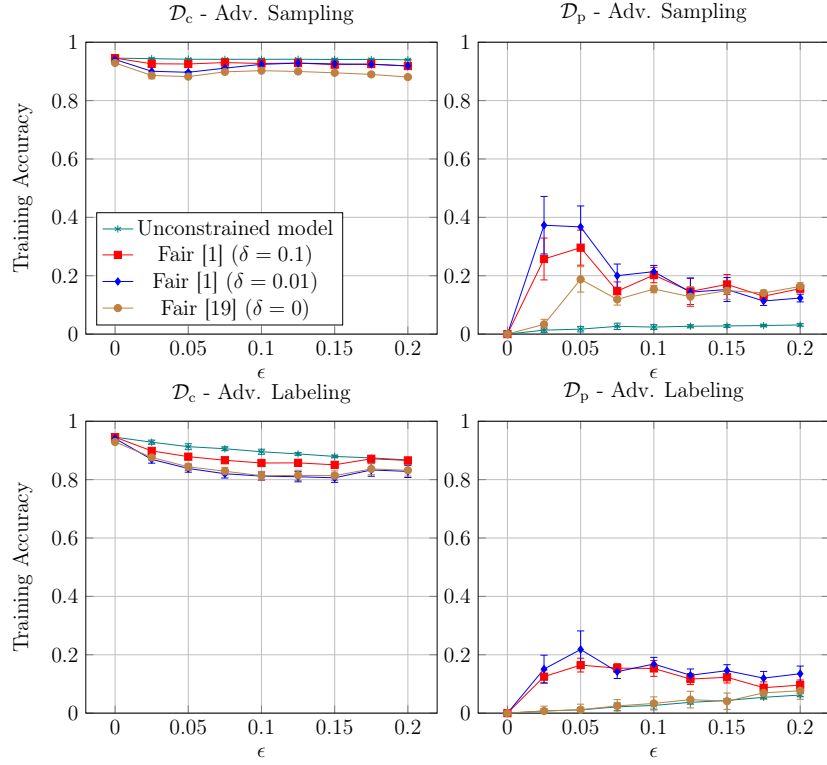 𝒟c - Adv. Sampling
𝒟p - Adv. Sampling
Training Accuracy
1
0.8
0.6
0.4
0.2
0
Unconstrained model
Fair [1] (δ = 0.1)
Fair [1] (δ = 0.01)
Fair [19] (δ = 0)
0 0.05 0.1 0.15 0.2
ϵ
1
0.8
0.6
0.4
0.2
0
0 0.05 0.1 0.15 0.2
ϵ
𝒟c - Adv. Labeling
𝒟p - Adv. Labeling
Training Accuracy
1
0.8
0.6
0.4
0.2
0
0 0.05 0.1 0.15 0.2
ϵ
1
0.8
0.6
0.4
0.2
0
0 0.05 0.1 0.15 0.2
ϵ